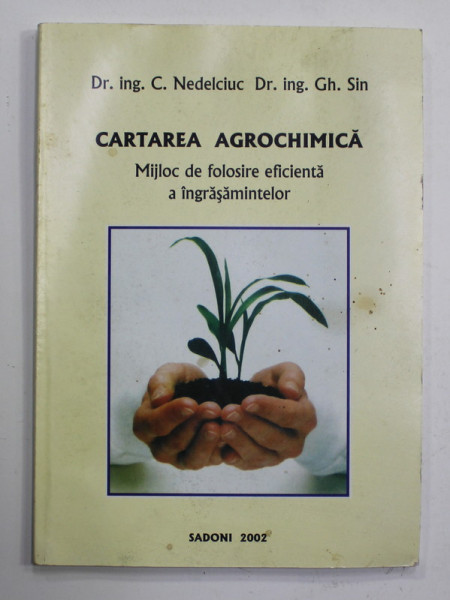 Dr. ing. C. Nedelciuc Dr. ing. Gh. Sin
CARTAREA AGROCHIMICĂ
Mijloc de folosire eficientă
a îngrăşămintelor
SADONI 2002